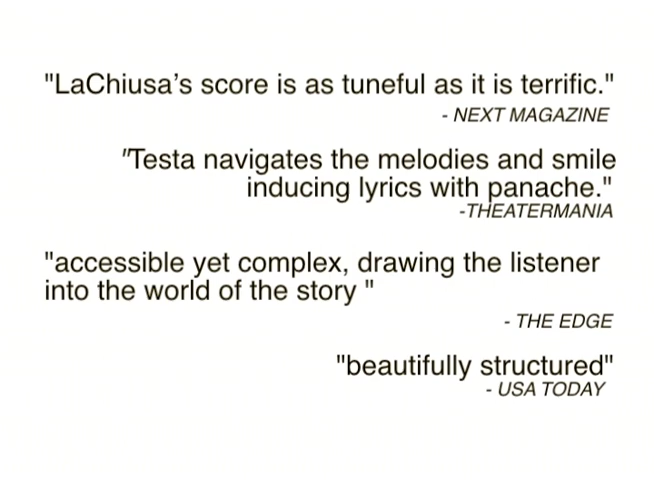 "LaChiusa’s score is as tuneful as it is terrific."
- NEXT MAGAZINE
"Testa navigates the melodies and smile
inducing lyrics with panache."
-THEATERMANIA
"accessible yet complex, drawing the listener
into the world of the story "
- THE EDGE
"beautifully structured"
- USA TODAY